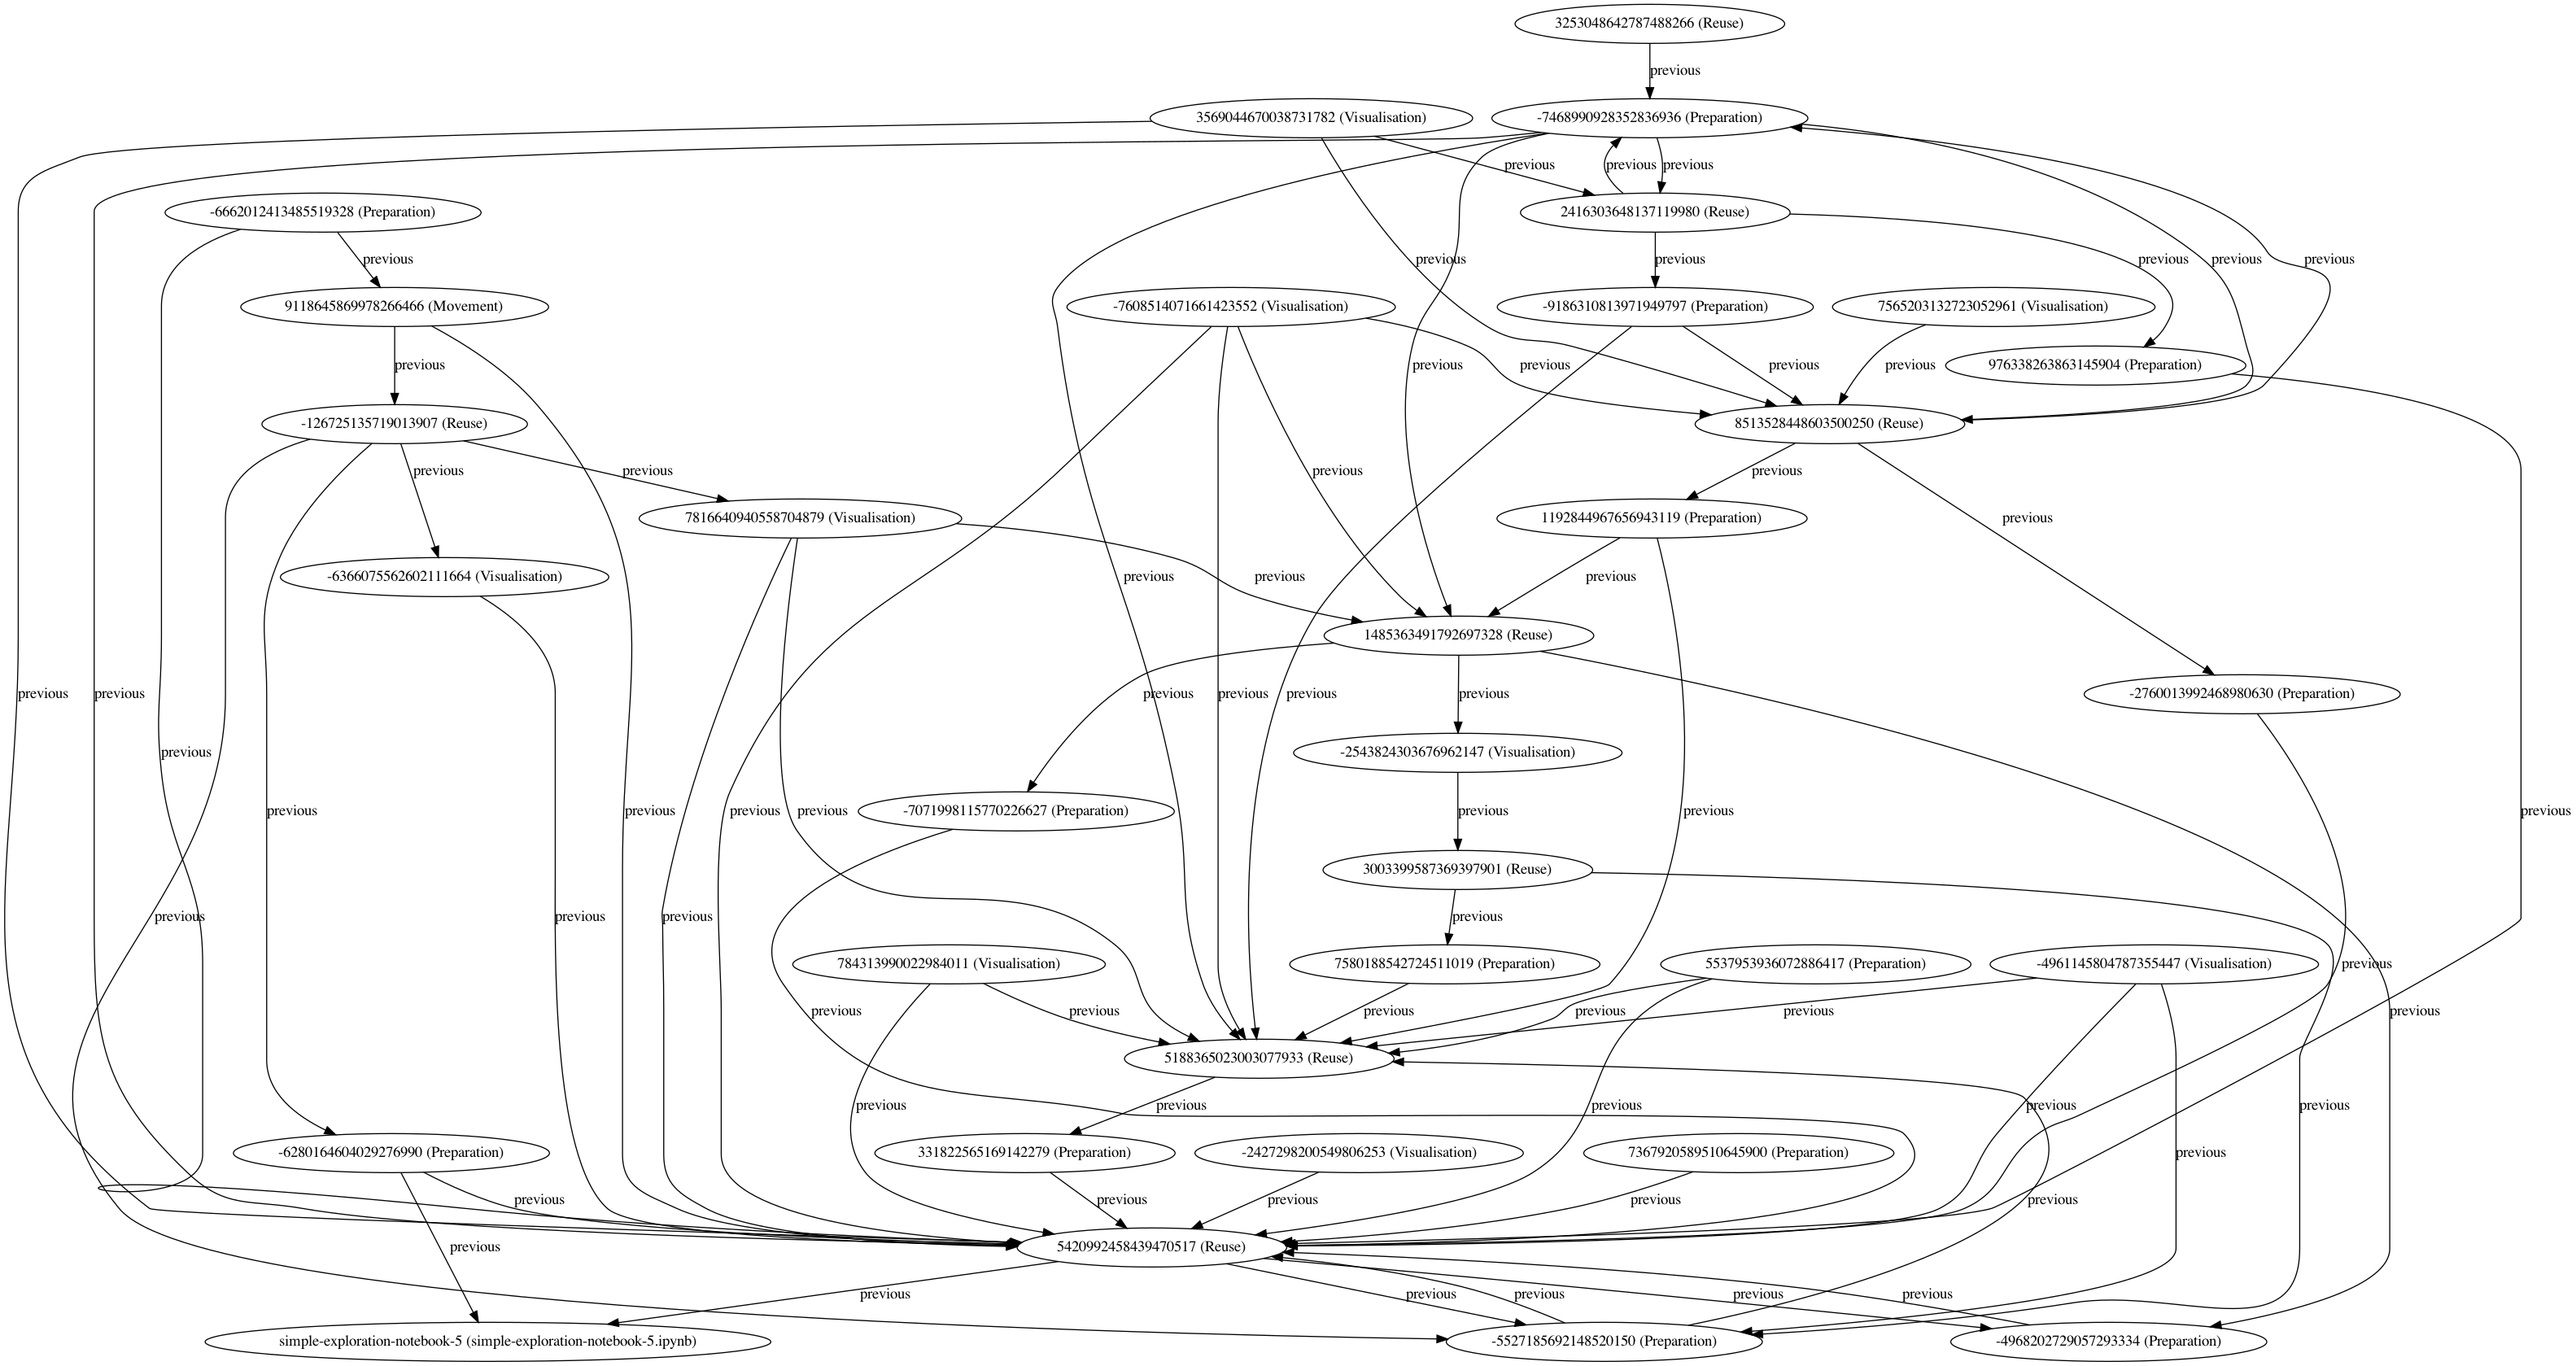 3253048642787488266 (Reuse)
previous
3569044670038731782 (Visualisation)
-7468990928352836936 (Preparation)
previous
previous
previous
-6662012413485519328 (Preparation)
2416303648137119980 (Reuse)
previous
previous
previous
previous
previous
previous
9118645869978266466 (Movement)
-7608514071661423552 (Visualisation)
-9186310813971949797 (Preparation)
7565203132723052961 (Visualisation)
previous
previous
previous
previous
previous
976338263863145904 (Preparation)
-126725135719013907 (Reuse)
8513528448603500250 (Reuse)
previous
previous
previous
previous
7816640940558704879 (Visualisation)
1192844967656943119 (Preparation)
previous
-6366075562602111664 (Visualisation)
previous
previous
previous
1485363491792697328 (Reuse)
previous
previous
previous
previous
previous
previous
-2760013992468980630 (Preparation)
previous
-2543824303676962147 (Visualisation)
previous
previous
previous
previous
previous
-7071998115770226627 (Preparation)
previous
previous
previous
3003399587369397901 (Reuse)
previous
previous
previous
previous
784313990022984011 (Visualisation)
7580188542724511019 (Preparation)
5537953936072886417 (Preparation)
-4961145804787355447 (Visualisation)
previous
previous
previous
previous
previous
previous
previous
5188365023003077933 (Reuse)
previous
previous
previous
previous
previous
-6280164604029276990 (Preparation)
331822565169142279 (Preparation)
-2427298200549806253 (Visualisation)
7367920589510645900 (Preparation)
previous
previous
previous
previous
previous
previous
previous
5420992458439470517 (Reuse)
previous
previous
previous
previous
previous
simple-exploration-notebook-5 (simple-exploration-notebook-5.ipynb)
-5527185692148520150 (Preparation)
-4968202729057293334 (Preparation)